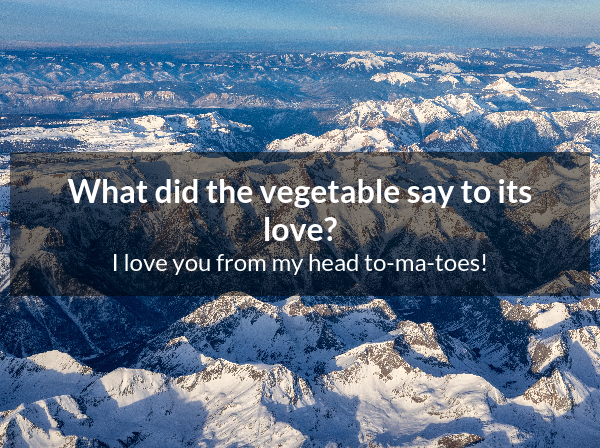 What did the vegetable say to its
love?
I love you from my head to-ma-toes!